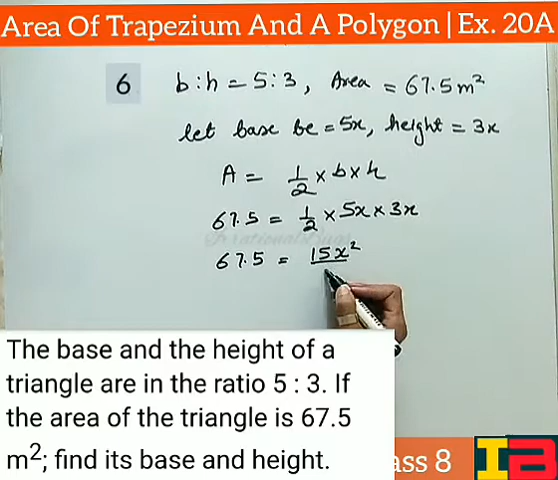 Area Of Trapezium And A Polygon | Ex. 20A
6 b:h = 5:3, Area = 67.5 m²
let base be = 5x, height = 3x
A = 1/2 × b × h
67.5 = 1/2 × 5x × 3x
67.5 = 15x²
The base and the height of a
triangle are in the ratio 5 : 3. If
the area of the triangle is 67.5
m²; find its base and height.
ass 8